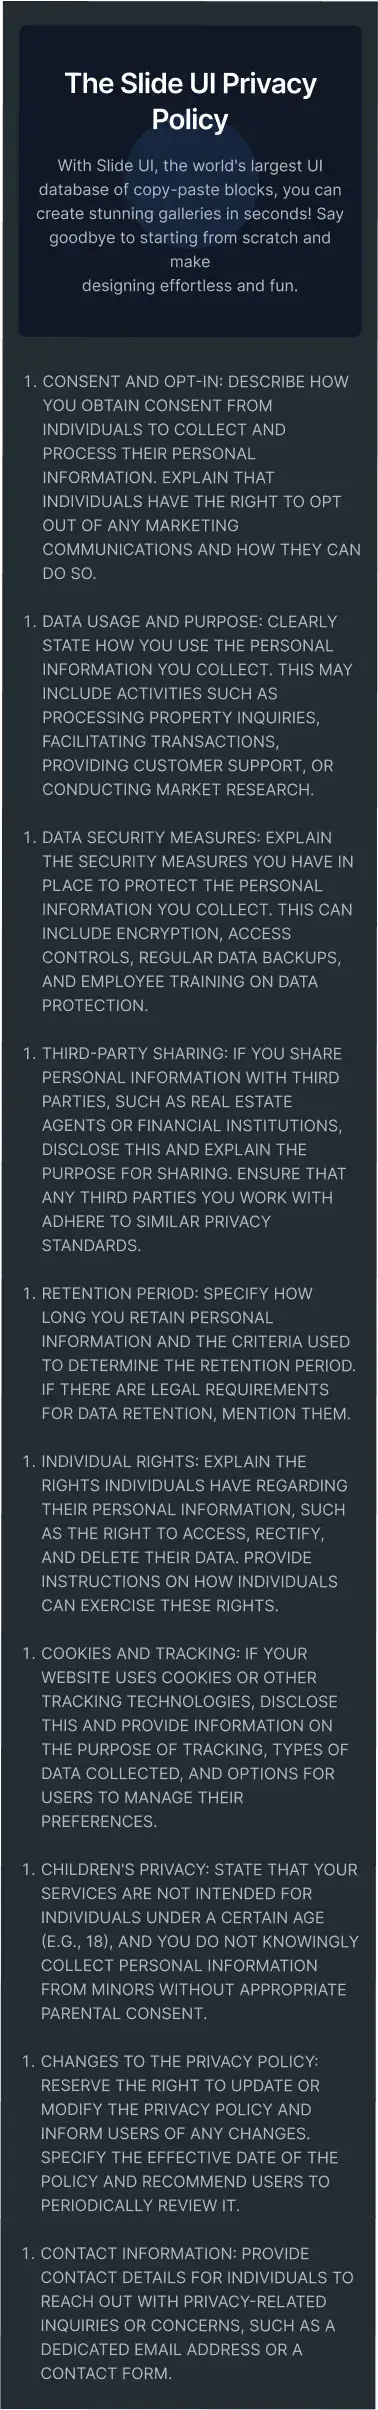 The Slide UI Privacy
Policy
With Slide UI, the world's largest UI
database of copy-paste blocks, you can
create stunning galleries in seconds! Say
goodbye to starting from scratch and
make
designing effortless and fun.
1. CONSENT AND OPT-IN: DESCRIBE HOW
YOU OBTAIN CONSENT FROM
INDIVIDUALS TO COLLECT AND
PROCESS THEIR PERSONAL
INFORMATION. EXPLAIN THAT
INDIVIDUALS HAVE THE RIGHT TO OPT
OUT OF ANY MARKETING
COMMUNICATIONS AND HOW THEY CAN
DO SO.
1. DATA USAGE AND PURPOSE: CLEARLY
STATE HOW YOU USE THE PERSONAL
INFORMATION YOU COLLECT. THIS MAY
INCLUDE ACTIVITIES SUCH AS
PROCESSING PROPERTY INQUIRIES,
FACILITATING TRANSACTIONS,
PROVIDING CUSTOMER SUPPORT, OR
CONDUCTING MARKET RESEARCH.
1. DATA SECURITY MEASURES: EXPLAIN
THE SECURITY MEASURES YOU HAVE IN
PLACE TO PROTECT THE PERSONAL
INFORMATION YOU COLLECT. THIS CAN
INCLUDE ENCRYPTION, ACCESS
CONTROLS, REGULAR DATA BACKUPS,
AND EMPLOYEE TRAINING ON DATA
PROTECTION.
1. THIRD-PARTY SHARING: IF YOU SHARE
PERSONAL INFORMATION WITH THIRD
PARTIES, SUCH AS REAL ESTATE
AGENTS OR FINANCIAL INSTITUTIONS,
DISCLOSE THIS AND EXPLAIN THE
PURPOSE FOR SHARING. ENSURE THAT
ANY THIRD PARTIES YOU WORK WITH
ADHERE TO SIMILAR PRIVACY
STANDARDS.
1. RETENTION PERIOD: SPECIFY HOW
LONG YOU RETAIN PERSONAL
INFORMATION AND THE CRITERIA USED
TO DETERMINE THE RETENTION PERIOD.
IF THERE ARE LEGAL REQUIREMENTS
FOR DATA RETENTION, MENTION THEM.
1. INDIVIDUAL RIGHTS: EXPLAIN THE
RIGHTS INDIVIDUALS HAVE REGARDING
THEIR PERSONAL INFORMATION, SUCH
AS THE RIGHT TO ACCESS, RECTIFY,
AND DELETE THEIR DATA. PROVIDE
INSTRUCTIONS ON HOW INDIVIDUALS
CAN EXERCISE THESE RIGHTS.
1. COOKIES AND TRACKING: IF YOUR
WEBSITE USES COOKIES OR OTHER
TRACKING TECHNOLOGIES, DISCLOSE
THIS AND PROVIDE INFORMATION ON
THE PURPOSE OF TRACKING, TYPES OF
DATA COLLECTED, AND OPTIONS FOR
USERS TO MANAGE THEIR
PREFERENCES.
1. CHILDREN'S PRIVACY: STATE THAT YOUR
SERVICES ARE NOT INTENDED FOR
INDIVIDUALS UNDER A CERTAIN AGE
(E.G., 18), AND YOU DO NOT KNOWINGLY
COLLECT PERSONAL INFORMATION
FROM MINORS WITHOUT APPROPRIATE
PARENTAL CONSENT.
1. CHANGES TO THE PRIVACY POLICY:
RESERVE THE RIGHT TO UPDATE OR
MODIFY THE PRIVACY POLICY AND
INFORM USERS OF ANY CHANGES.
SPECIFY THE EFFECTIVE DATE OF THE
POLICY AND RECOMMEND USERS TO
PERIODICALLY REVIEW IT.
1. CONTACT INFORMATION: PROVIDE
CONTACT DETAILS FOR INDIVIDUALS TO
REACH OUT WITH PRIVACY-RELATED
INQUIRIES OR CONCERNS, SUCH AS A
DEDICATED EMAIL ADDRESS OR A
CONTACT FORM.